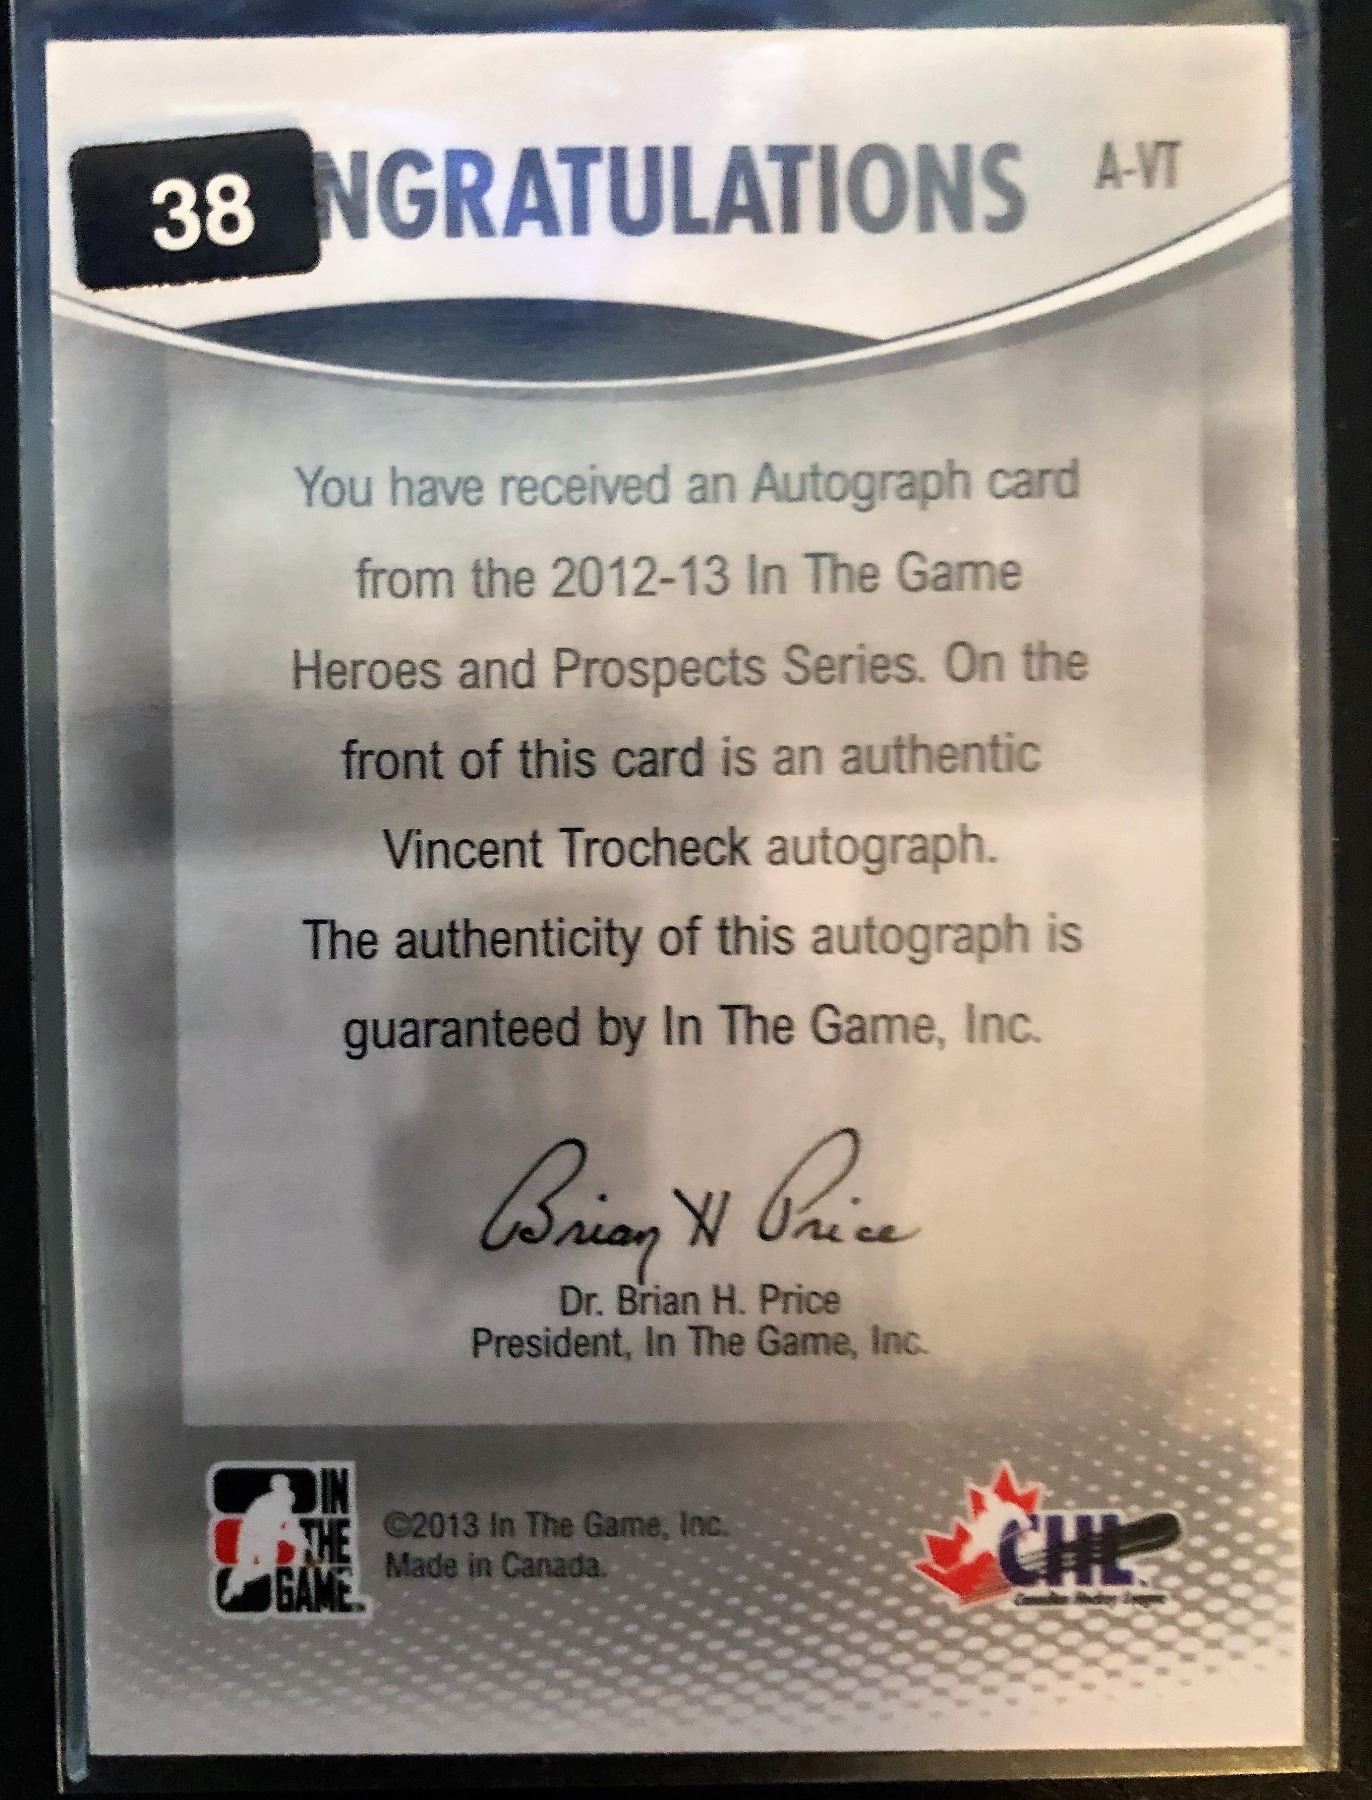 38
NGRATULATIONS
A-VT
You have received an Autograph card
from the 2012-13 In The Game
Heroes and Prospects Series. On the
front of this card is an authentic
Vincent Trocheck autograph.
The authenticity of this autograph is
guaranteed by In The Game, Inc.
Brian H Price
Dr. Brian H. Price
President, In The Game, Inc.
IN
THE
GAME.
©2013 In The Game, Inc.
Made in Canada.
CHL
Canadian Hockey League